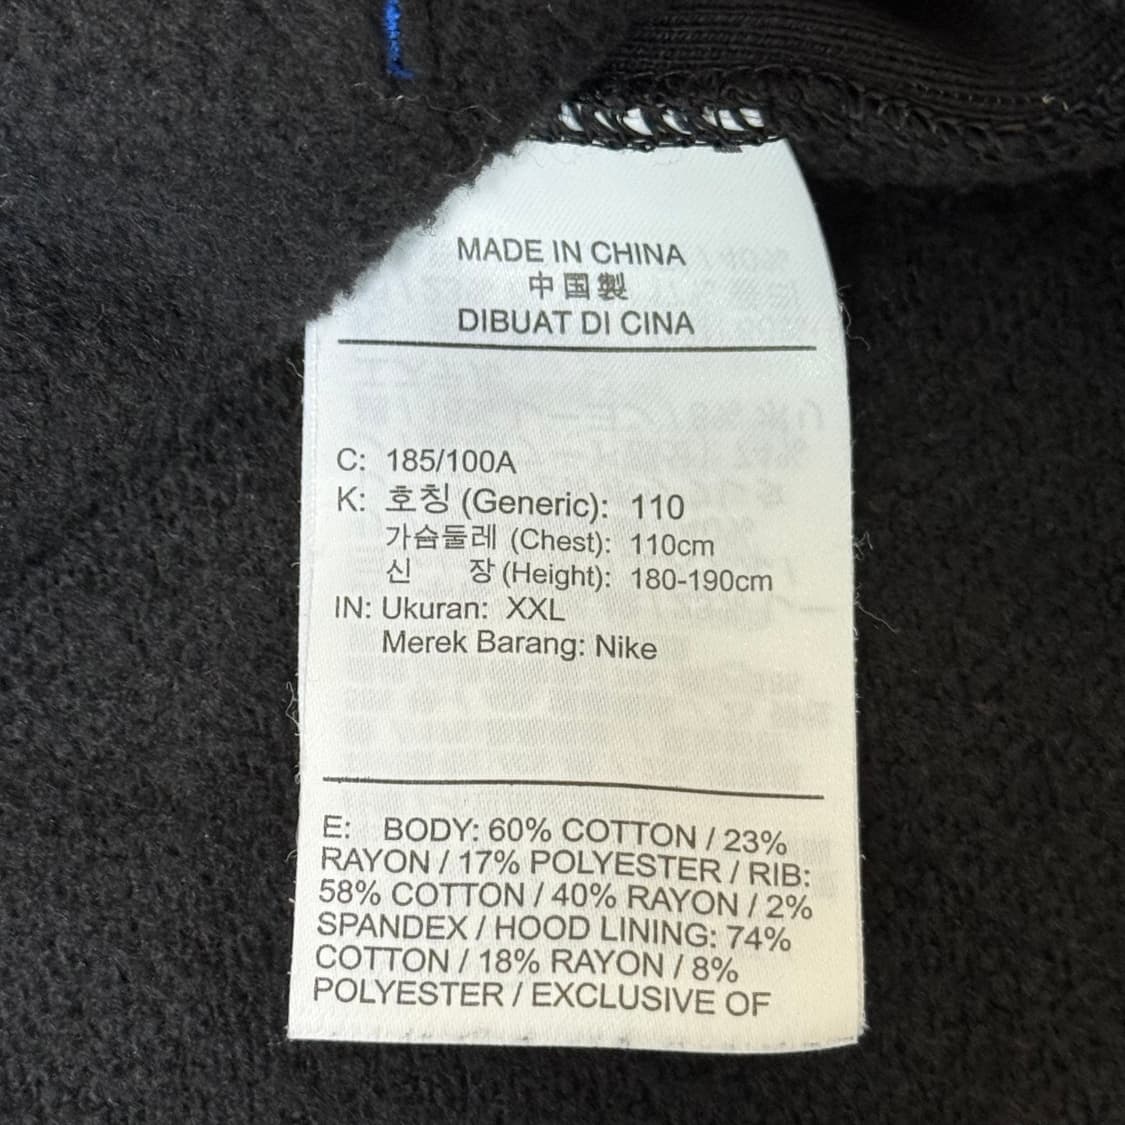 MADE IN CHINA
中国製
DIBUAT DI CINA
C: 185/100A
K: 호칭 (Generic): 110
가슴둘레 (Chest): 110cm
신 장 (Height): 180-190cm
IN: Ukuran: XXL
Merek Barang: Nike
E: BODY: 60% COTTON / 23%
RAYON / 17% POLYESTER / RIB:
58% COTTON / 40% RAYON / 2%
SPANDEX / HOOD LINING: 74%
COTTON / 18% RAYON / 8%
POLYESTER / EXCLUSIVE OF